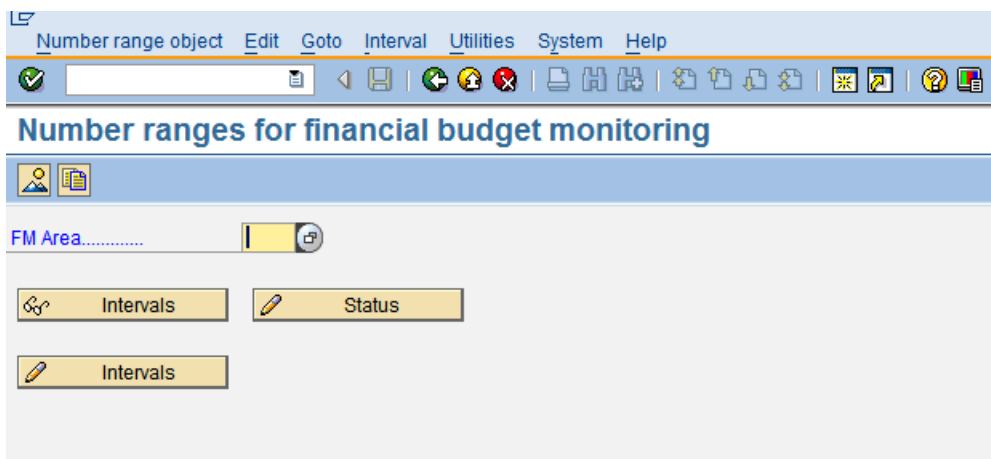 Number range object Edit Goto Interval Utilities System Help
Number ranges for financial budget monitoring
FM Area.............
Intervals Status
Intervals